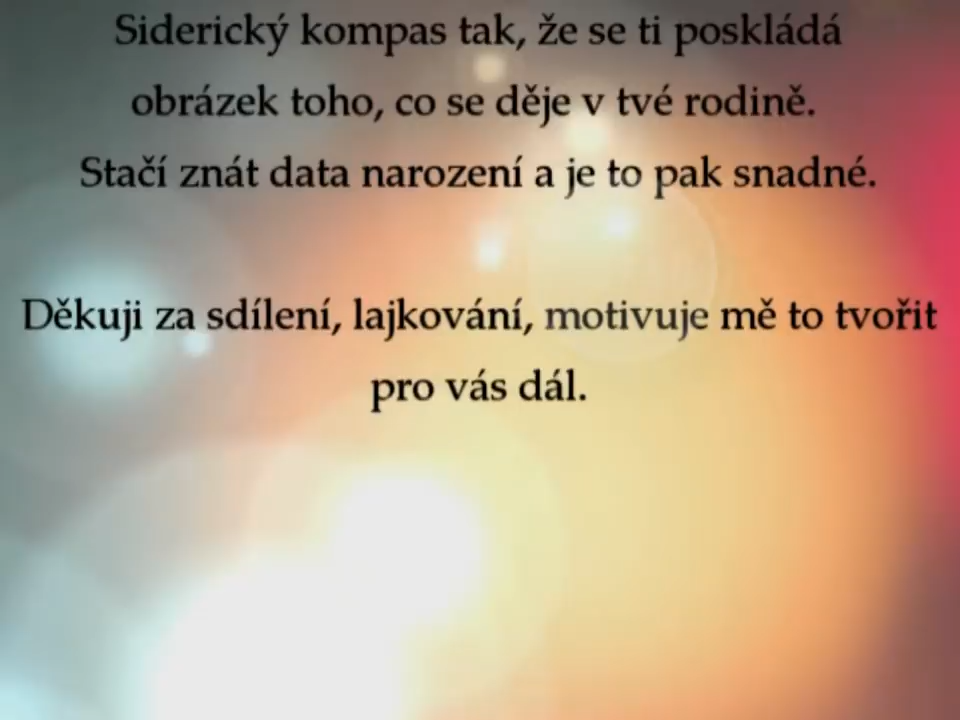 Siderický kompas tak, že se ti poskládá
obrázek toho, co se děje v tvé rodině.
Stačí znát data narození a je to pak snadné.
Děkuji za sdílení, lajkování, motivuje mě to tvořit
pro vás dál.